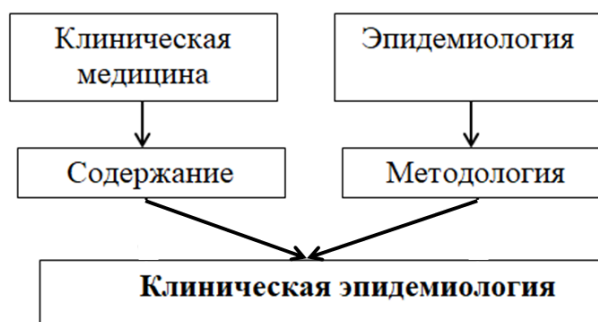 Клиническая
медицина
Эпидемиология
Содержание
Методология
Клиническая эпидемиология